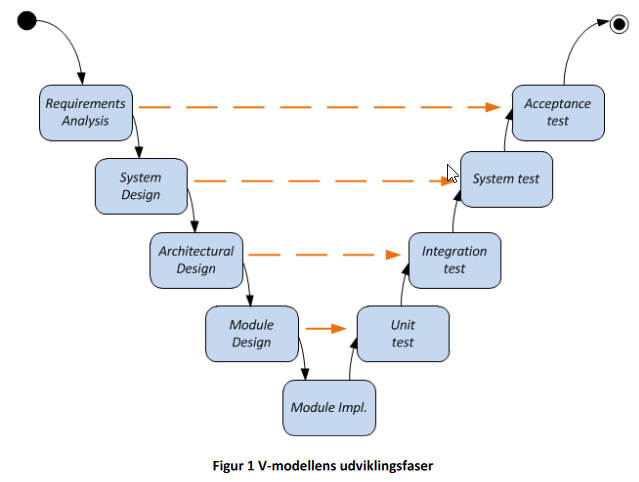 Requirements
Analysis
Acceptance
test
System
Design
System test
Architectural
Design
Integration
test
Module
Design
Unit
test
Module Impl.
Figur 1 V-modellens udviklingsfaser